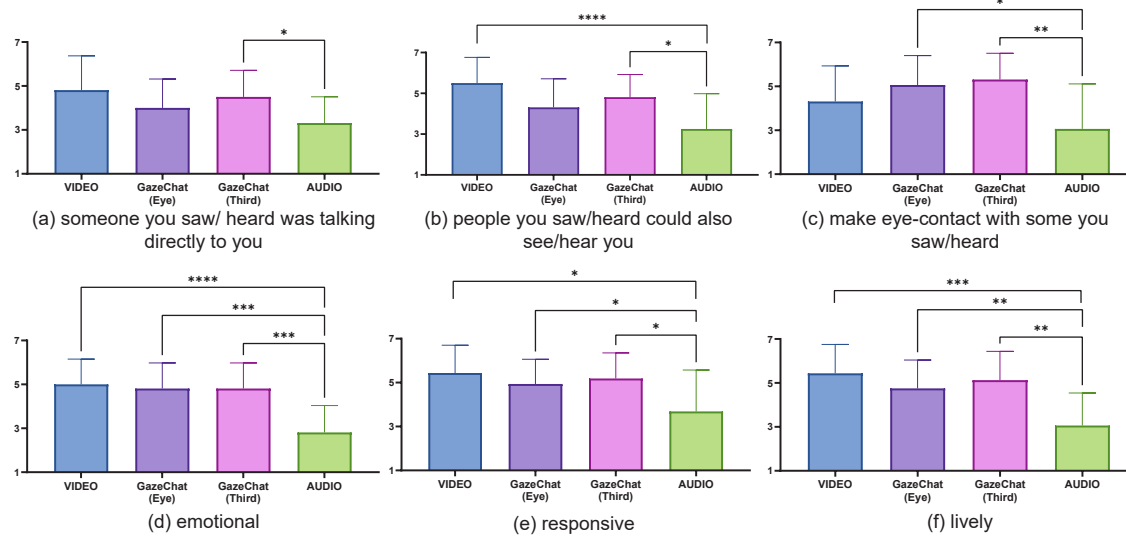 *
7
5
3
1
VIDEO
GazeChat
(Eye)
GazeChat
(Third)
AUDIO
(a) someone you saw/ heard was talking
directly to you
****
*
7
5
3
1
VIDEO
GazeChat
(Eye)
GazeChat
(Third)
AUDIO
(b) people you saw/heard could also
see/hear you
*
**
7
5
3
1
VIDEO
GazeChat
(Eye)
GazeChat
(Third)
AUDIO
(c) make eye-contact with some you
saw/heard
****
***
***
7
5
3
1
VIDEO
GazeChat
(Eye)
GazeChat
(Third)
AUDIO
(d) emotional
*
*
*
7
5
3
1
VIDEO
GazeChat
(Eye)
GazeChat
(Third)
AUDIO
(e) responsive
***
**
**
7
5
3
1
VIDEO
GazeChat
(Eye)
GazeChat
(Third)
AUDIO
(f) lively